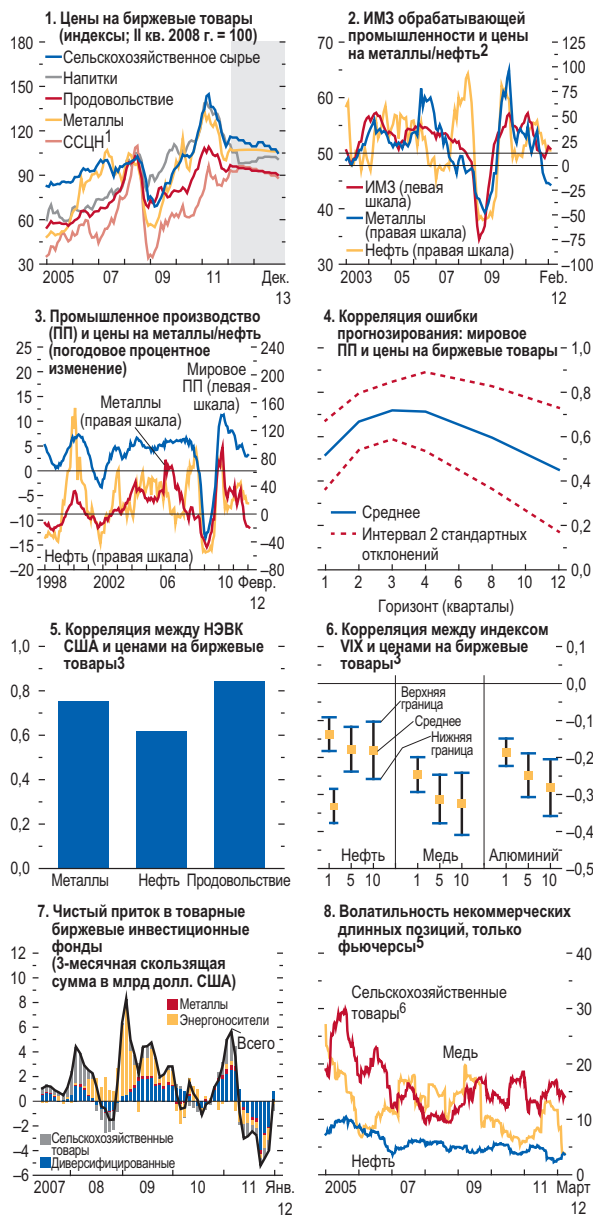 1. Цены на биржевые товары
(индексы; II кв. 2008 г. = 100)
180
150
120
90
60
30
Сельскохозяйственное сырье
Напитки
Продовольствие
Металлы
ССЦН1
2005 07 09 11 Дек.
13
2. ИМЗ обрабатывающей
промышленности и цены
на металлы/нефть2
70
60
50
40
30
125
100
75
50
25
0
–25
–50
–75
–100
ИМЗ (левая
шкала)
Металлы
(правая шкала)
Нефть (правая шкала)
2003 05 07 09 Feb.
12
3. Промышленное производство
(ПП) и цены на металлы/нефть
(погодовое процентное
изменение)
25
20
15
10
5
0
–5
–10
–15
–20
240
200
160
120
80
40
0
–40
–80
Мировое
ПП (левая
шкала)
Металлы
(правая шкала)
Нефть (правая шкала)
1998 2002 06 10 Февр.
12
4. Корреляция ошибки
прогнозирования: мировое
ПП и цены на биржевые товары
1,0
0,8
0,6
0,4
0,2
0,0
Среднее
Интервал 2 стандартных
отклонений
1 2 3 4 6 8 10 12
Горизонт (кварталы)
5. Корреляция между НЭВК
США и ценами на биржевые
товары3
1,0
0,8
0,6
0,4
0,2
0,0
Металлы Нефть Продовольствие
6. Корреляция между индексом
VIX и ценами на биржевые
товары3
0,1
0,0
–0,1
–0,2
–0,3
–0,4
–0,5
Верхняя
граница
Среднее
Нижняя
граница
Нефть Медь Алюминий
1 5 10 1 5 10 1 5 10
7. Чистый приток в товарные
биржевые инвестиционные
фонды
(3-месячная скользящая
сумма в млрд долл. США)
12
10
8
6
4
2
0
–2
–4
–6
Металлы
Энергоносители
Всего
Сельскохозяйственные
товары
Диверсифицированные
2007 08 09 10 11 Янв.
12
8. Волатильность некоммерческих
длинных позиций, только
фьючерсы5
40
30
20
10
0
Сельскохозяйственные
товары6
Медь
Нефть
2005 07 09 11 Март
12